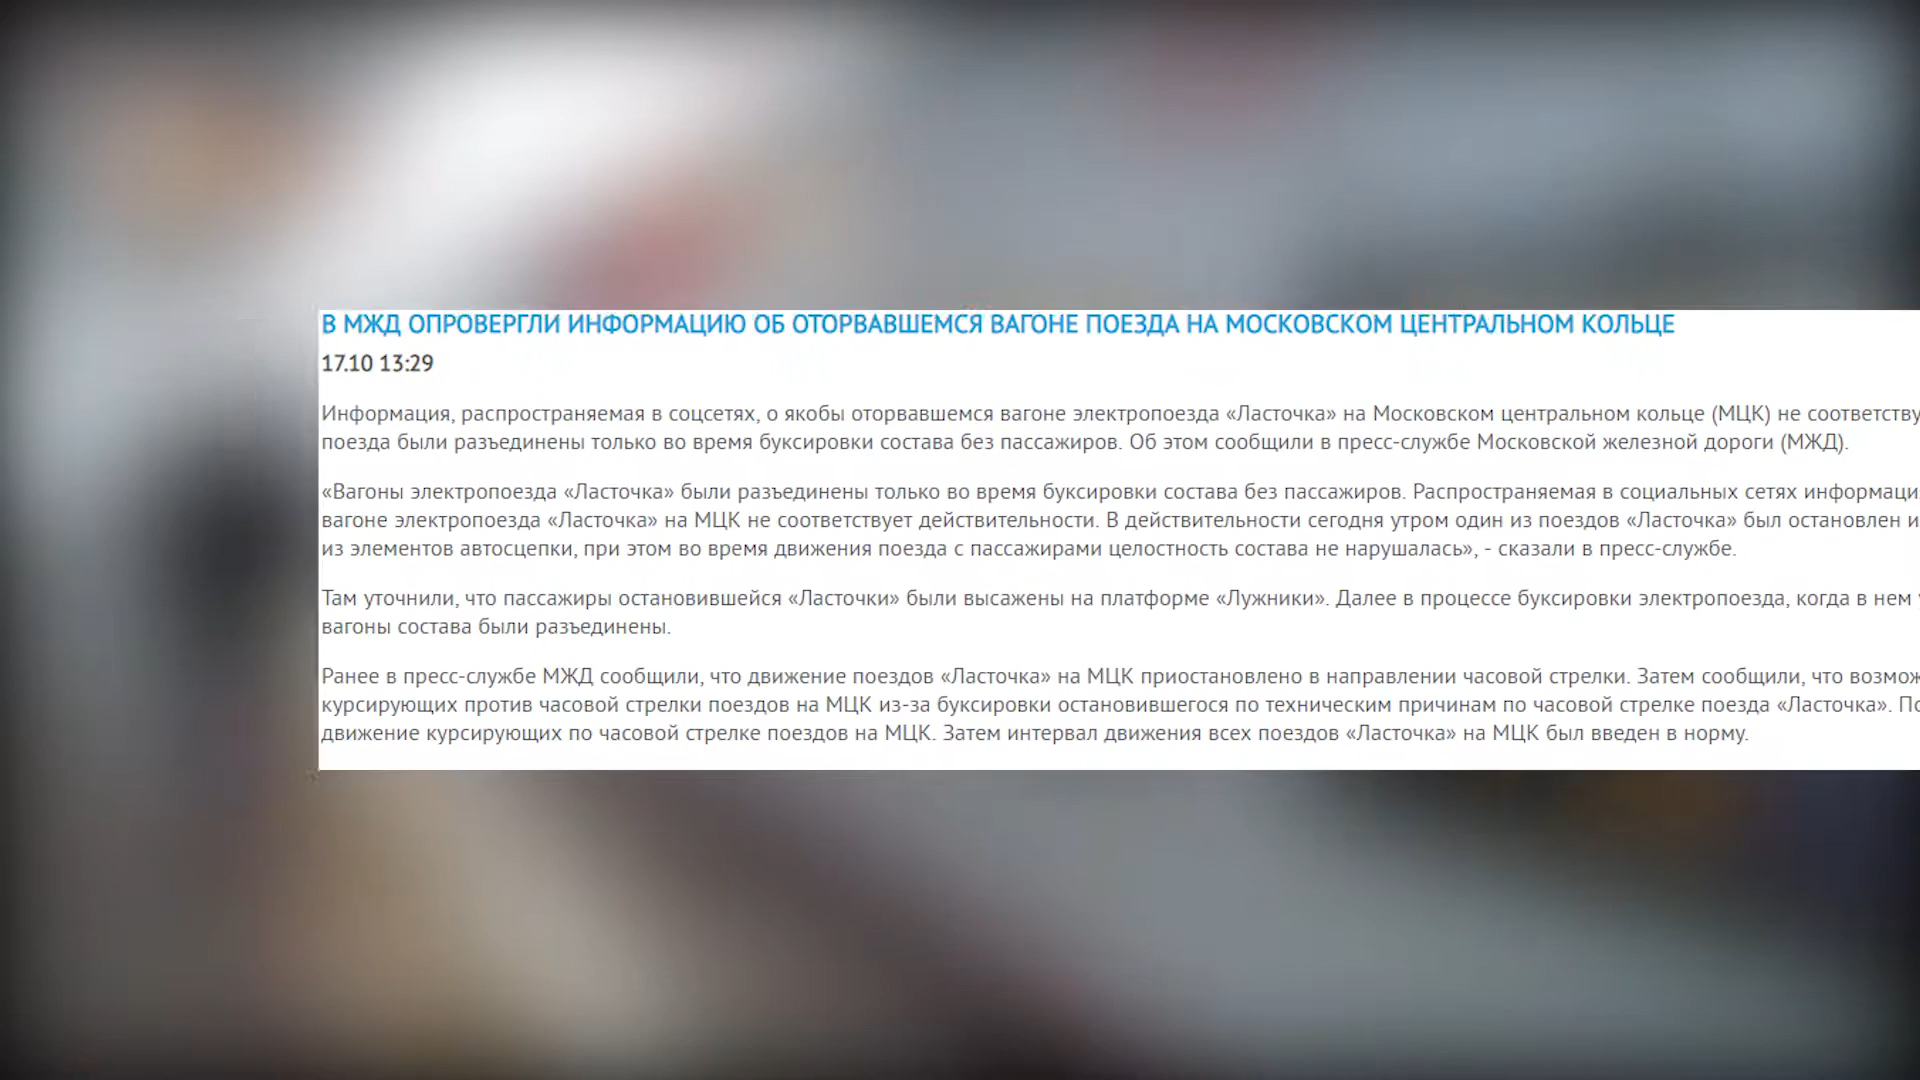 В МЖД ОПРОВЕРГЛИ ИНФОРМАЦИЮ ОБ ОТОРВАВШЕМСЯ ВАГОНЕ ПОЕЗДА НА МОСКОВСКОМ ЦЕНТРАЛЬНОМ КОЛЬЦЕ
17.10 13:29
Информация, распространяемая в соцсетях, о якобы оторвавшемся вагоне электропоезда «Ласточка» на Московском центральном кольце (МЦК) не соответству
поезда были разъединены только во время буксировки состава без пассажиров. Об этом сообщили в пресс-службе Московской железной дороги (МЖД).
«Вагоны электропоезда «Ласточка» были разъединены только во время буксировки состава без пассажиров. Распространяемая в социальных сетях информаци
вагоне электропоезда «Ласточка» на МЦК не соответствует действительности. В действительности сегодня утром один из поездов «Ласточка» был остановлен и
из элементов автосцепки, при этом во время движения поезда с пассажирами целостность состава не нарушалась», - сказали в пресс-службе.
Там уточнили, что пассажиры остановившейся «Ласточки» были высажены на платформе «Лужники». Далее в процессе буксировки электропоезда, когда в нем
вагоны состава были разъединены.
Ранее в пресс-службе МЖД сообщили, что движение поездов «Ласточка» на МЦК приостановлено в направлении часовой стрелки. Затем сообщили, что возмож
курсирующих против часовой стрелки поездов на МЦК из-за буксировки остановившегося по техническим причинам по часовой стрелке поезда «Ласточка». По
движение курсирующих по часовой стрелке поездов на МЦК. Затем интервал движения всех поездов «Ласточка» на МЦК был введен в норму.